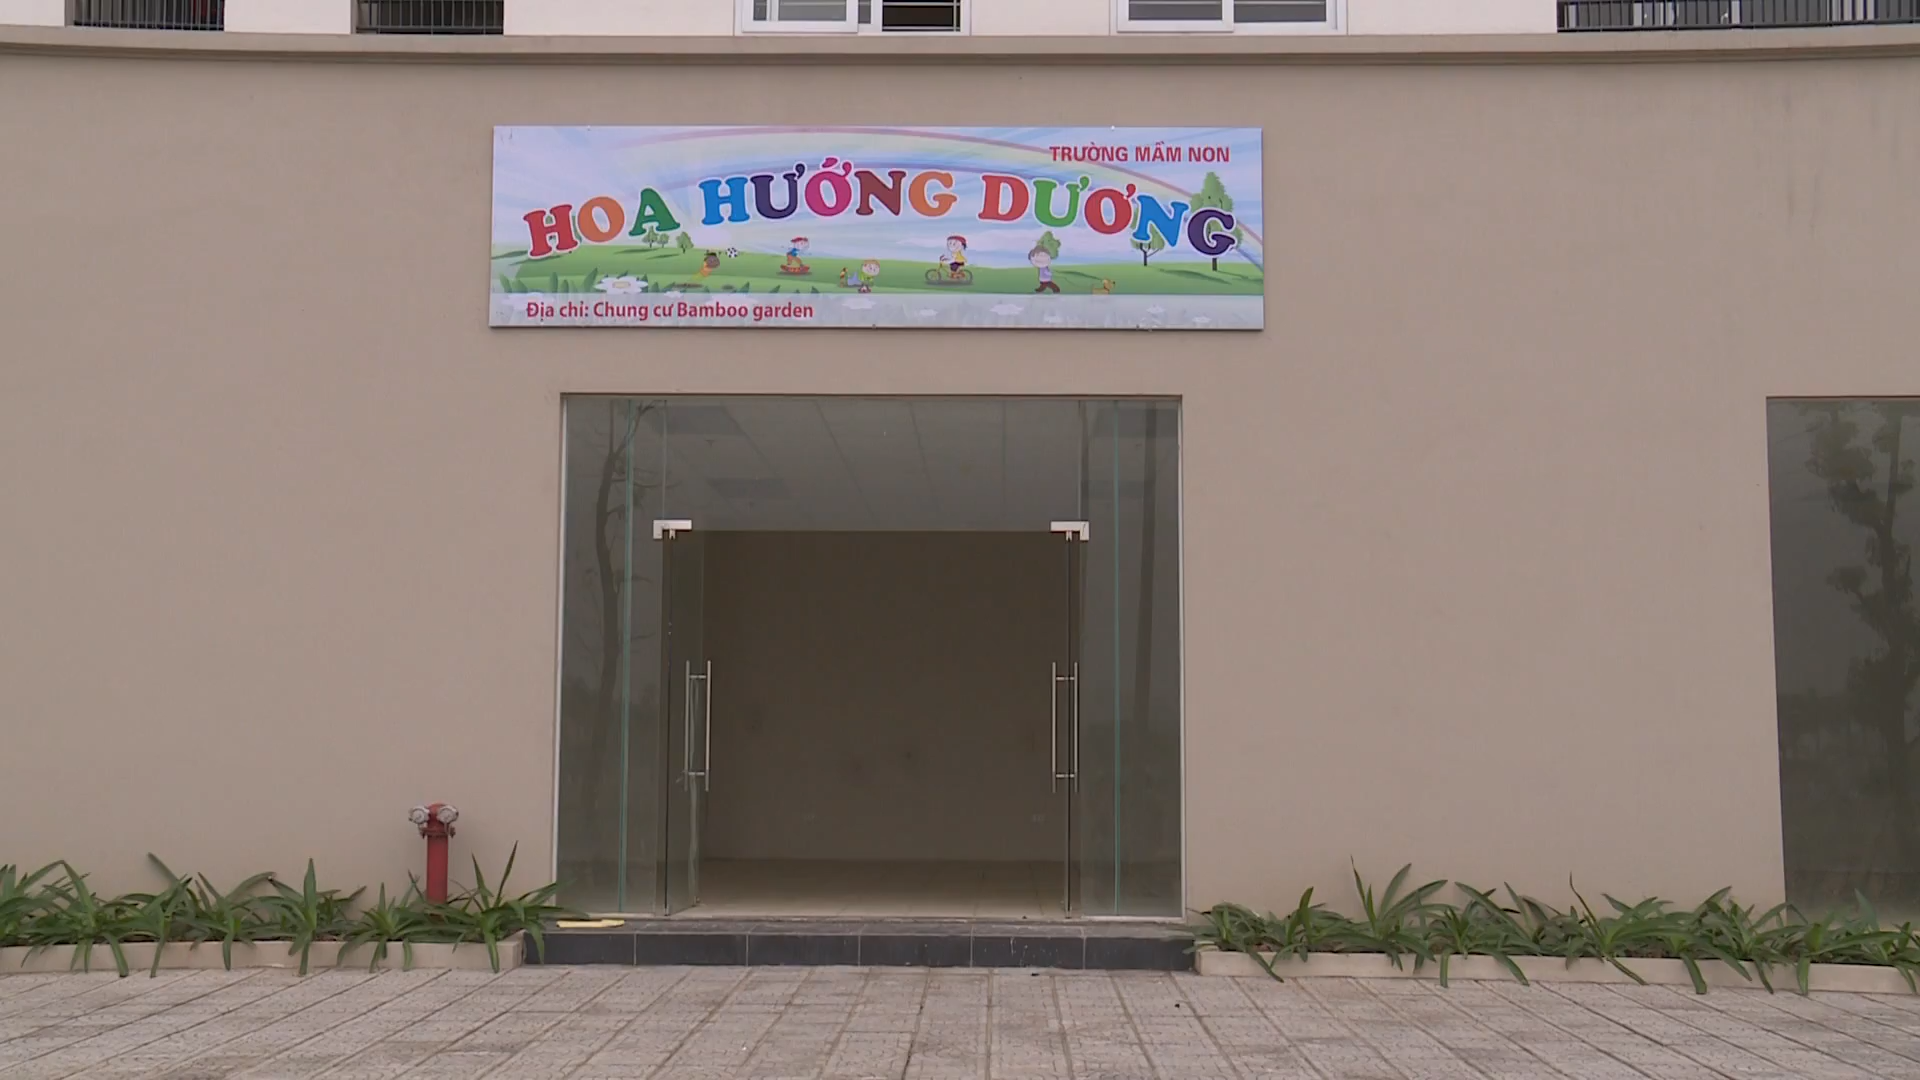 TRƯỜNG MẦM NON
HOA HƯỚNG DƯƠNG
Địa chỉ: Chung cư Bamboo garden